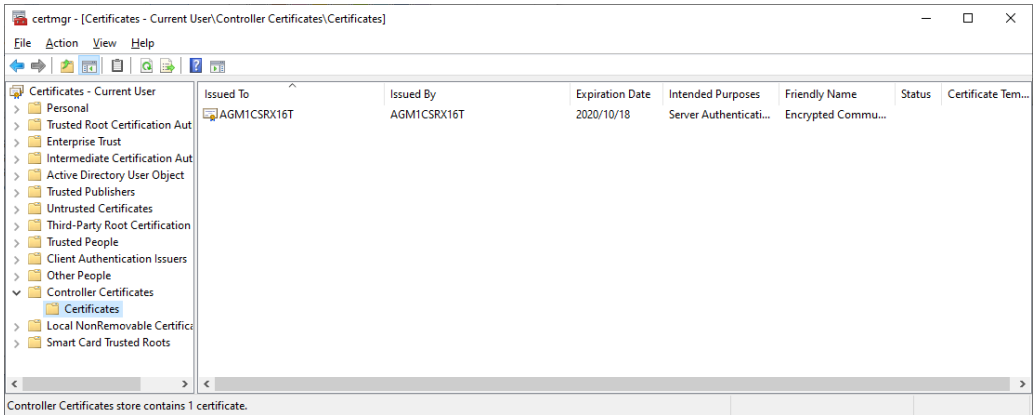 certmgr - [Certificates - Current User\Controller Certificates\Certificates]
File Action View Help
Certificates - Current User
Personal
Trusted Root Certification Aut
Enterprise Trust
Intermediate Certification Aut
Active Directory User Object
Trusted Publishers
Untrusted Certificates
Third-Party Root Certification
Trusted People
Client Authentication Issuers
Other People
Controller Certificates
Certificates
Local NonRemovable Certifica
Smart Card Trusted Roots
Issued To Issued By Expiration Date Intended Purposes Friendly Name Status Certificate Tem...
AGM1CSRX16T AGM1CSRX16T 2020/10/18 Server Authenticati... Encrypted Commu...
Controller Certificates store contains 1 certificate.